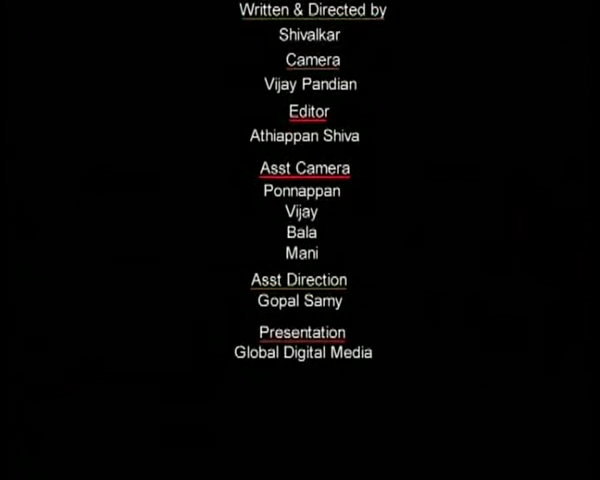 Written & Directed by
Shivalkar
Camera
Vijay Pandian
Editor
Athiappan Shiva
Asst Camera
Ponnappan
Vijay
Bala
Mani
Asst Direction
Gopal Samy
Presentation
Global Digital Media